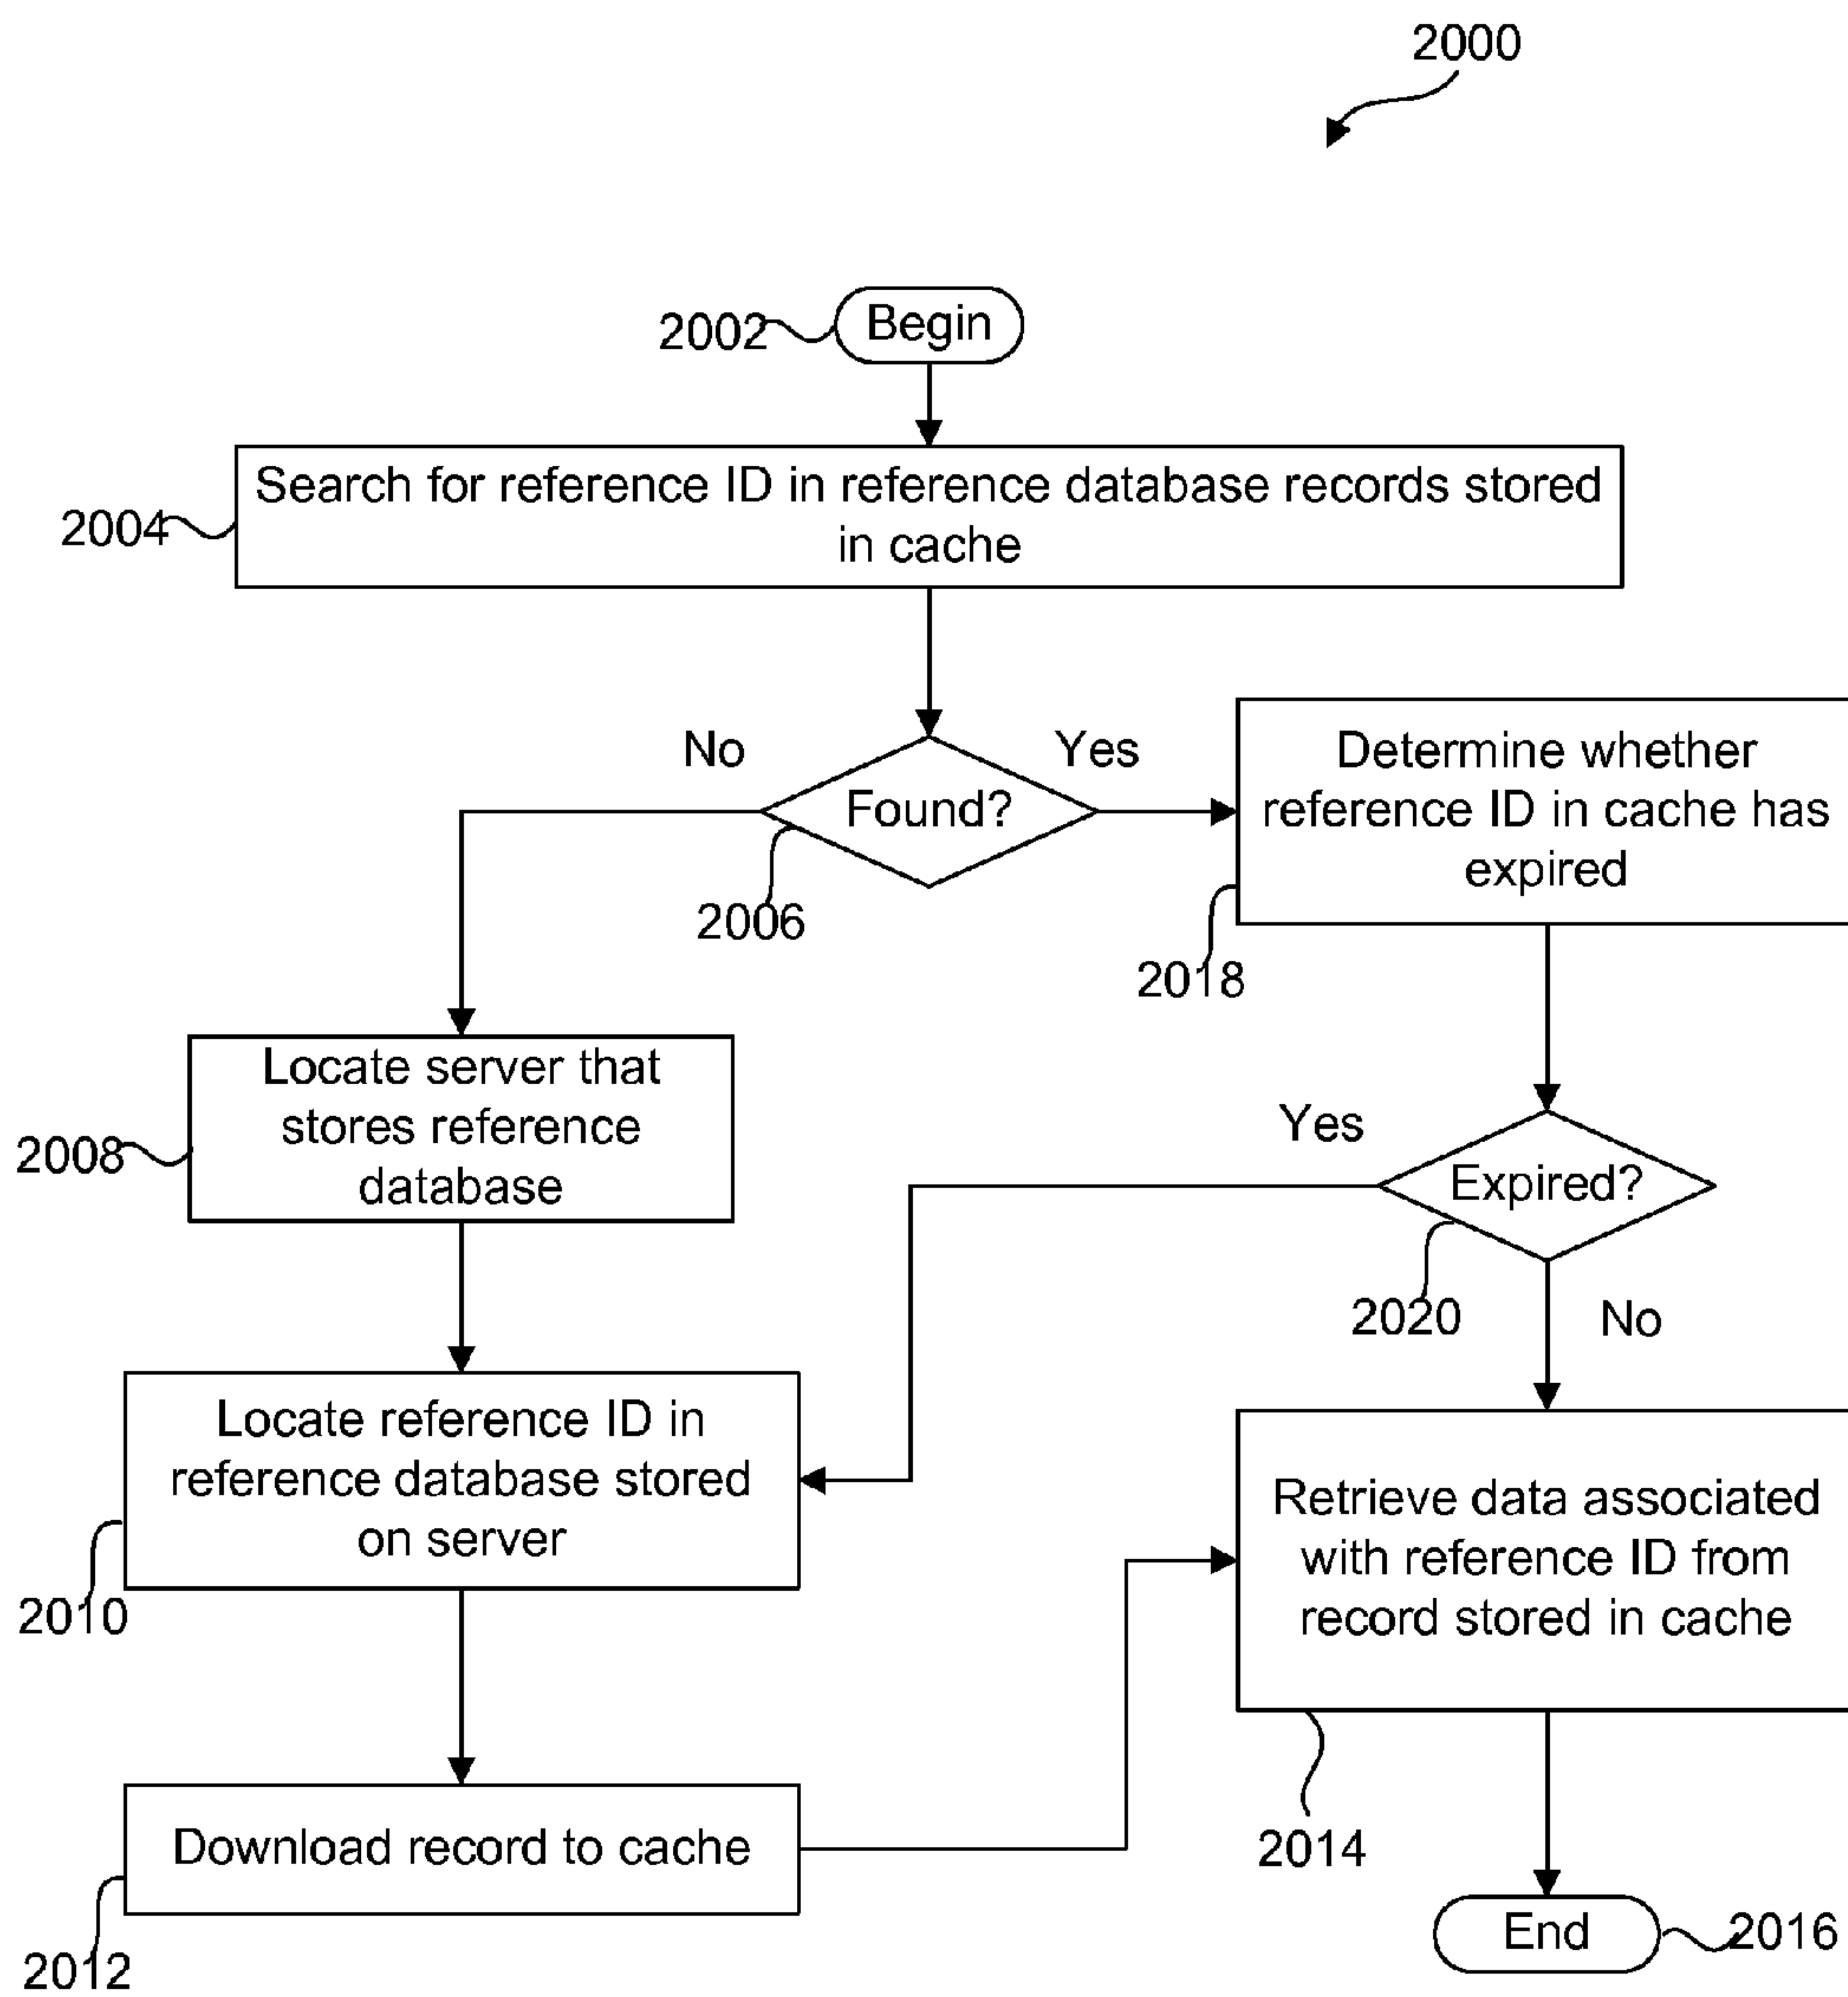 2000
Begin
2002
Search for reference ID in reference database records stored
in cache
2004
No
Yes
Found?
2006
Determine whether
reference ID in cache has
expired
2018
Locate server that
stores reference
database
2008
Yes
Expired?
2020
No
Locate reference ID in
reference database stored
on server
2010
Retrieve data associated
with reference ID from
record stored in cache
2014
Download record to cache
2012
End
2016